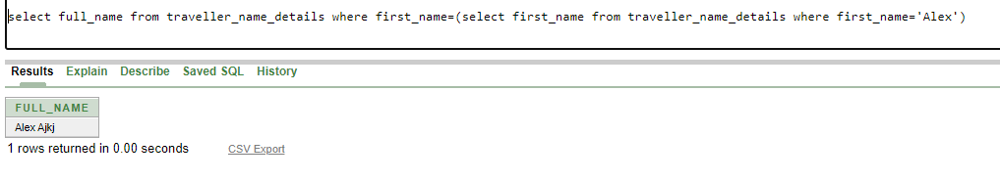 select full_name from traveller_name_details where first_name=(select first_name from traveller_name_details where first_name='Alex')
Results Explain Describe Saved SQL History
FULL_NAME
Alex Ajkj
1 rows returned in 0.00 seconds CSV Export